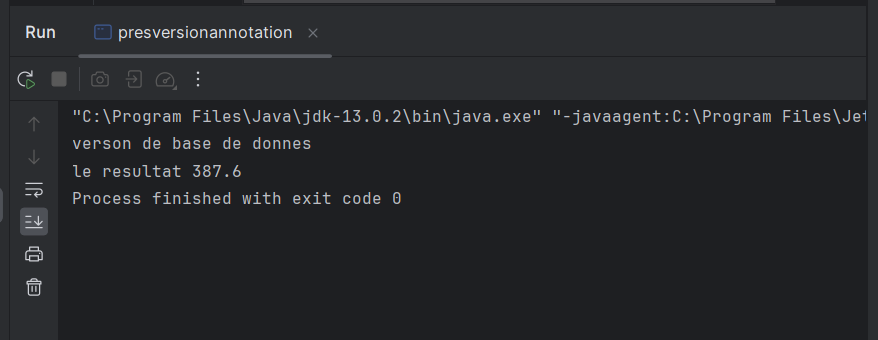 Run
presversionannotation
"C:\Program Files\Java\jdk-13.0.2\bin\java.exe" "-javaagent:C:\Program Files\Jet
verson de base de donnes
le resultat 387.6
Process finished with exit code 0